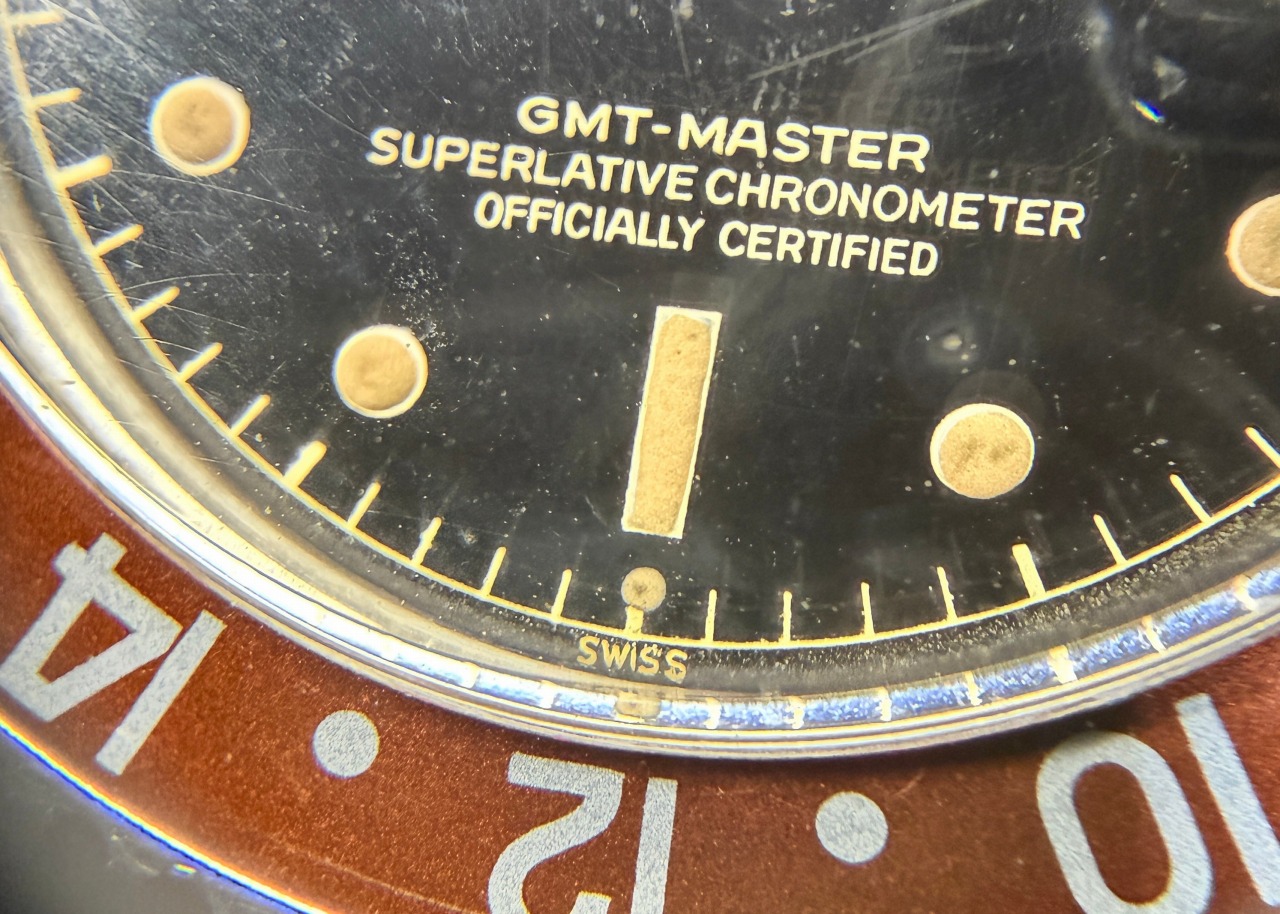 GMT-MASTER
SUPERLATIVE CHRONOMETER
OFFICIALLY CERTIFIED
SWISS
14
12
10